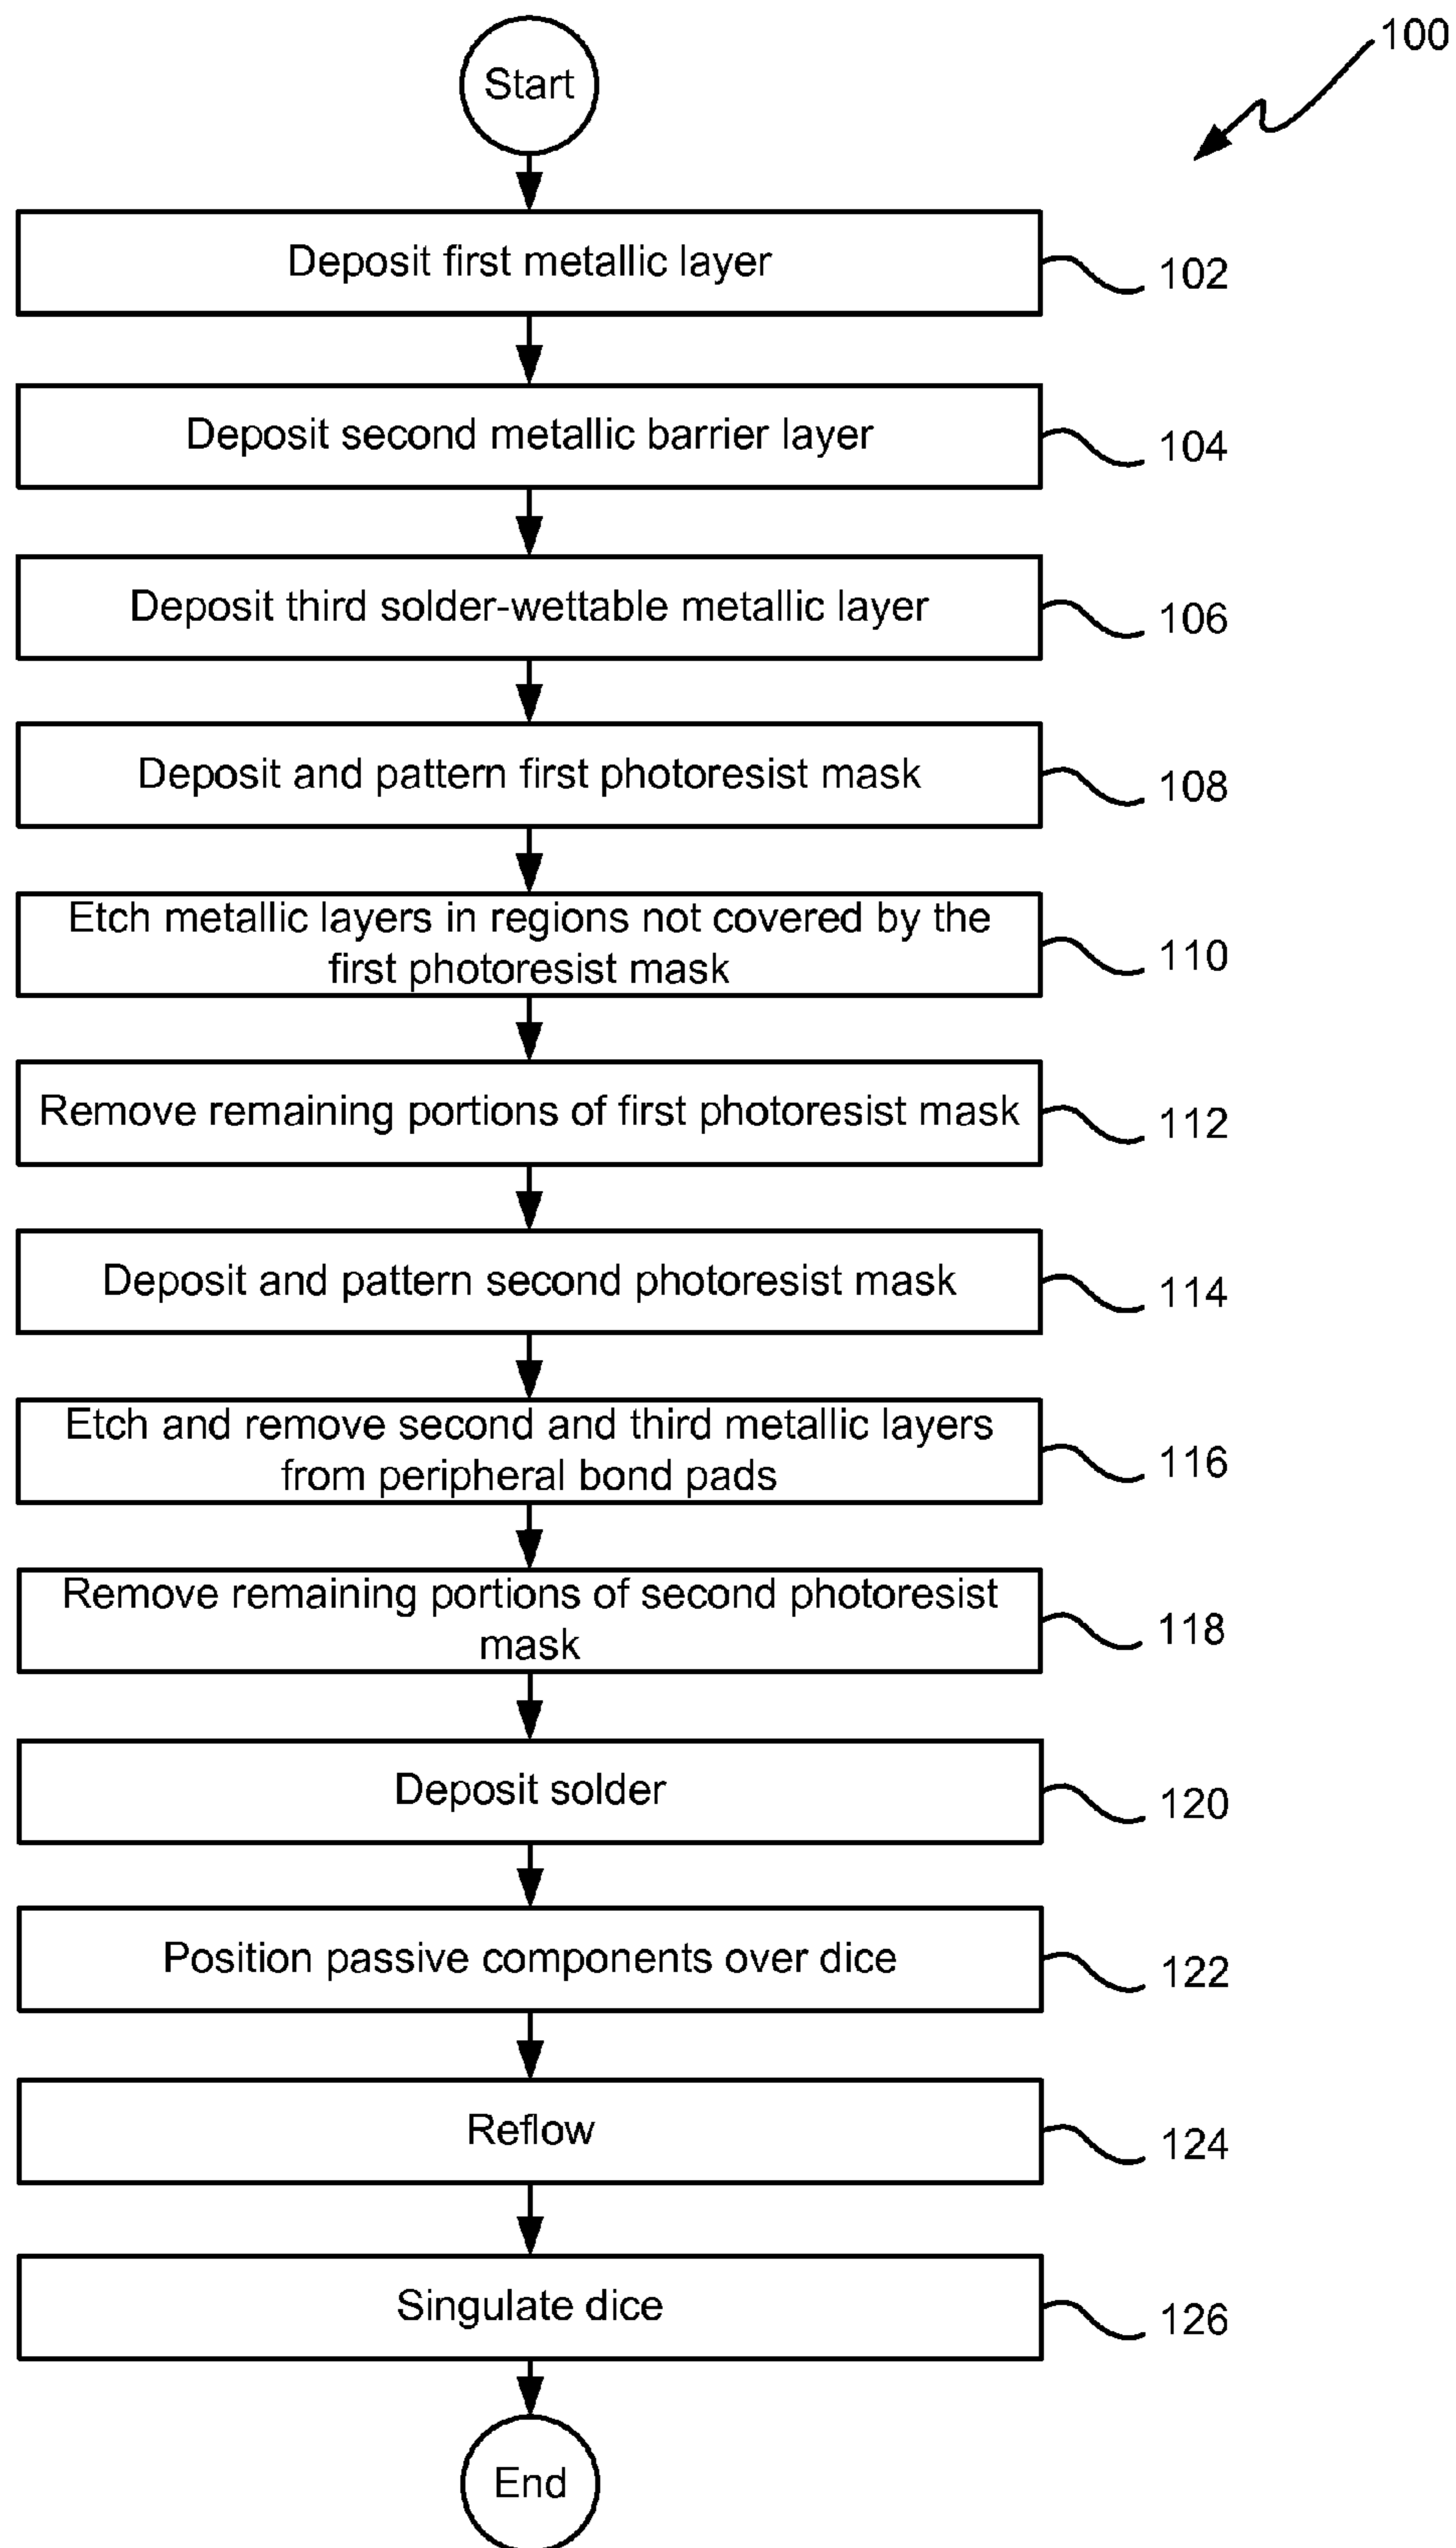 100
Start
Deposit first metallic layer
102
Deposit second metallic barrier layer
104
Deposit third solder-wettable metallic layer
106
Deposit and pattern first photoresist mask
108
Etch metallic layers in regions not covered by the
first photoresist mask
110
Remove remaining portions of first photoresist mask
112
Deposit and pattern second photoresist mask
114
Etch and remove second and third metallic layers
from peripheral bond pads
116
Remove remaining portions of second photoresist
mask
118
Deposit solder
120
Position passive components over dice
122
Reflow
124
Singulate dice
126
End